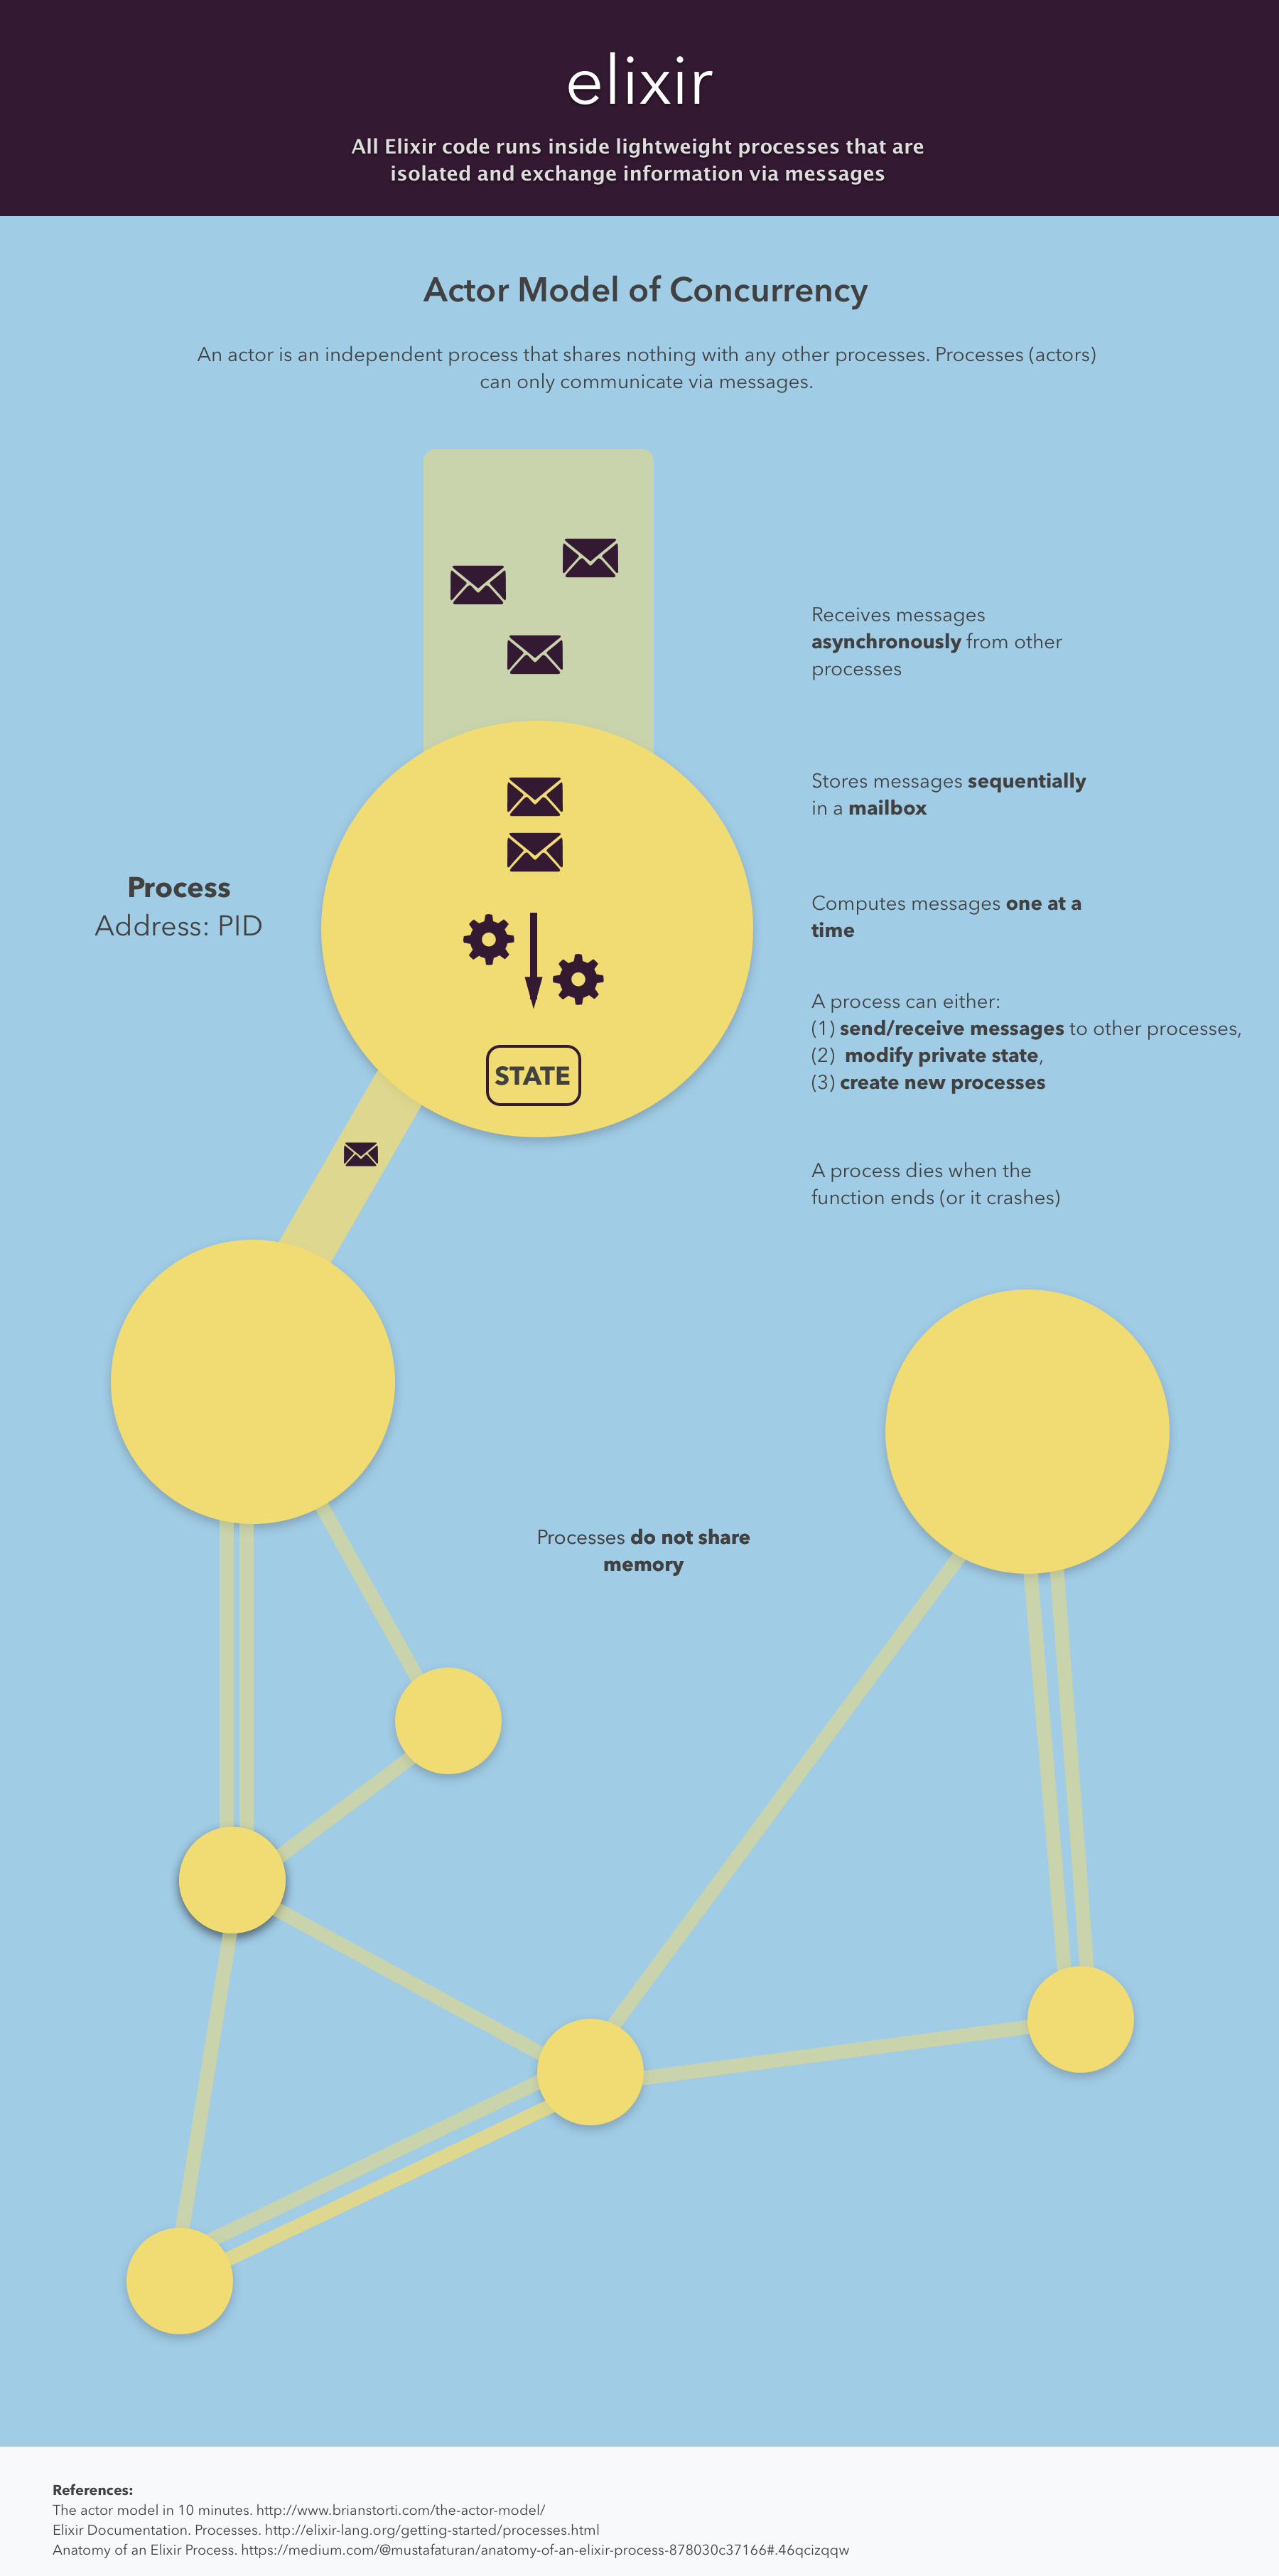 elixir
All Elixir code runs inside lightweight processes that are
isolated and exchange information via messages
Actor Model of Concurrency
An actor is an independent process that shares nothing with any other processes. Processes (actors)
can only communicate via messages.
Receives messages
asynchronously from other
processes
Stores messages sequentially
in a mailbox
Process
Address: PID
Computes messages one at a
time
A process can either:
(1) send/receive messages to other processes,
(2) modify private state,
(3) create new processes
STATE
A process dies when the
function ends (or it crashes)
Processes do not share
memory
References:
The actor model in 10 minutes. http://www.brianstorti.com/the-actor-model/
Elixir Documentation. Processes. http://elixir-lang.org/getting-started/processes.html
Anatomy of an Elixir Process. https://medium.com/@mustafaturan/anatomy-of-an-elixir-process-878030c37166#.46qcizqqw